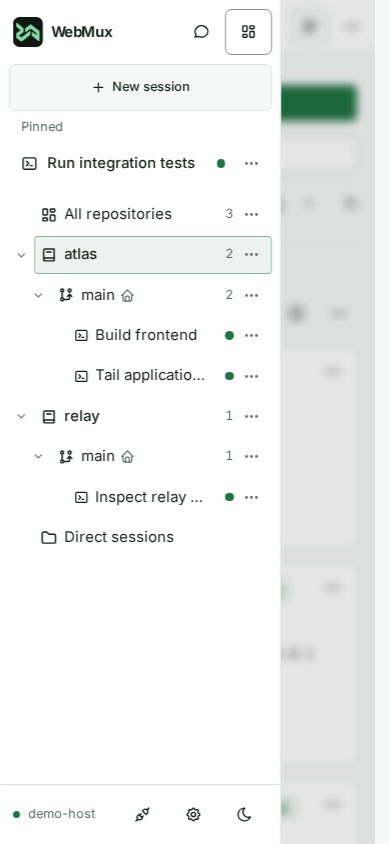 WebMux
New session
Pinned
Run integration tests
All repositories 3
atlas 2
main 2
Build frontend
Tail applicatio...
relay 1
main 1
Inspect relay ...
Direct sessions
demo-host